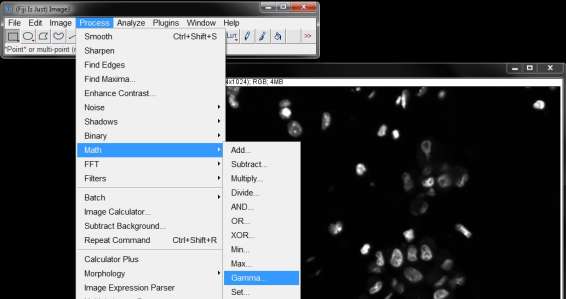 (Fiji Is Just) ImageJ
File Edit Image Process Analyze Plugins Window Help
LUT
>>
*Point* or multi-point (r
4x1024); RGB; 4MB
Smooth Ctrl+Shift+S
Sharpen
Find Edges
Find Maxima...
Enhance Contrast...
Noise
Shadows
Binary
Math
FFT
Filters
Batch
Image Calculator...
Subtract Background...
Repeat Command Ctrl+Shift+R
Calculator Plus
Morphology
Image Expression Parser
Add...
Subtract...
Multiply...
Divide...
AND...
OR...
XOR...
Min...
Max...
Gamma...
Set...